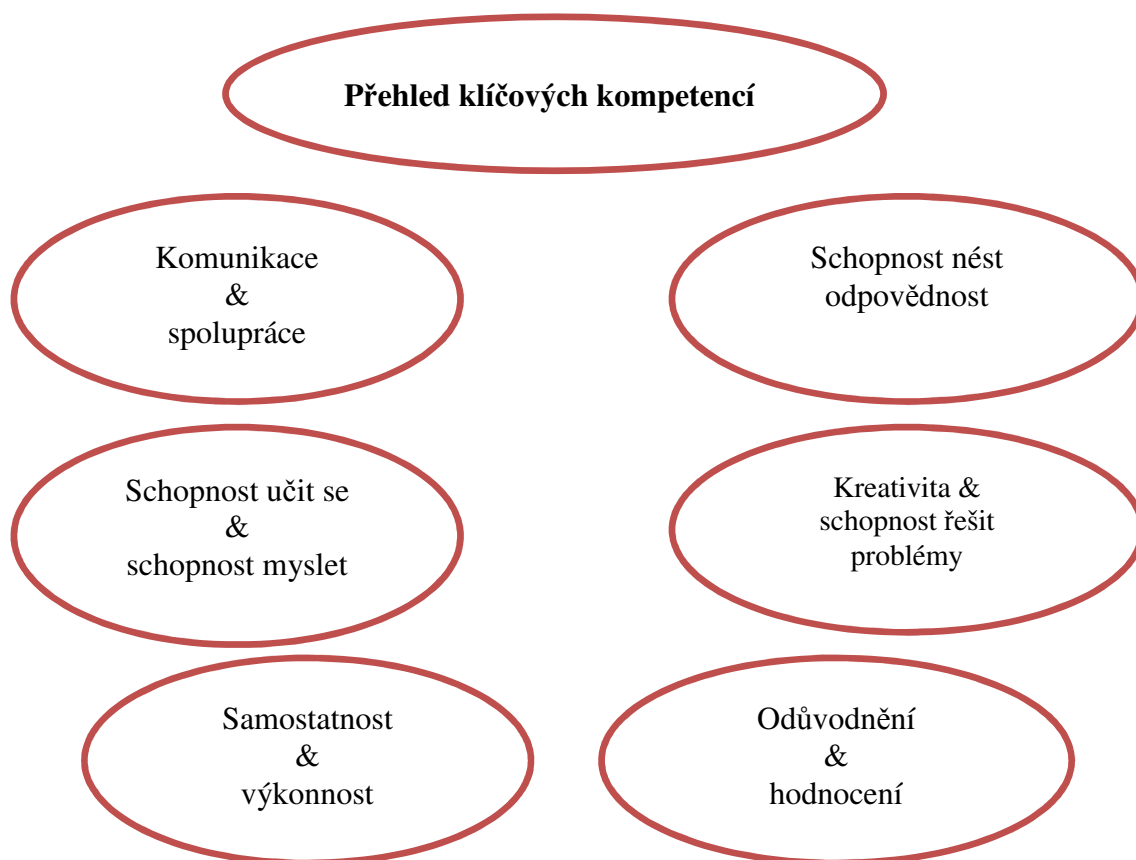 Přehled klíčových kompetencí
Komunikace
&
spolupráce
Schopnost nést
odpovědnost
Schopnost učit se
&
schopnost myslet
Kreativita &
schopnost řešit
problémy
Samostatnost
&
výkonnost
Odůvodnění
&
hodnocení